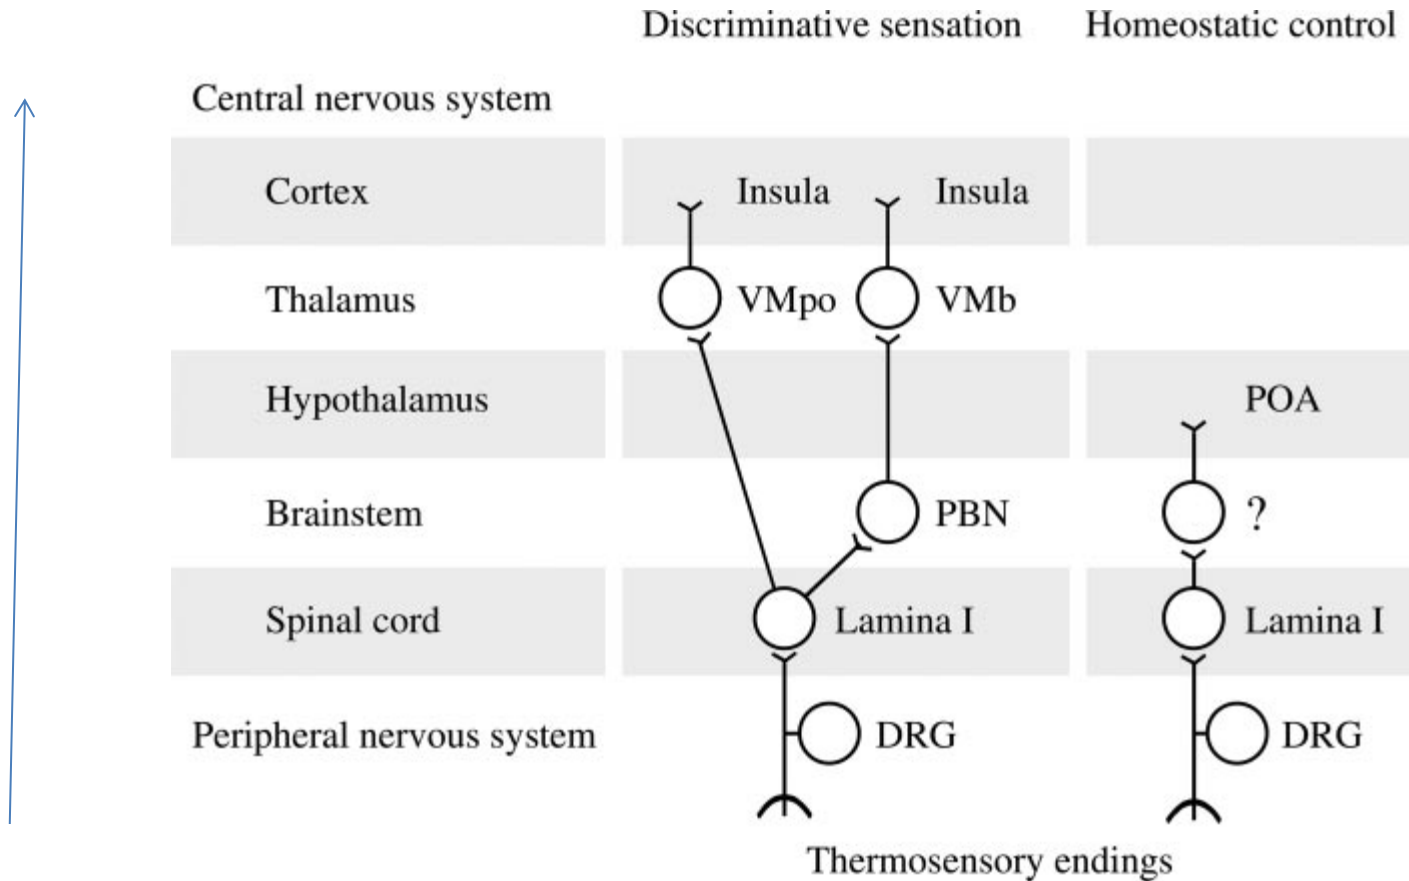 Discriminative sensation Homeostatic control
Central nervous system
Cortex Insula Insula
Thalamus VMpo VMb
Hypothalamus POA
Brainstem PBN ?
Spinal cord Lamina I Lamina I
Peripheral nervous system DRG DRG
Thermosensory endings